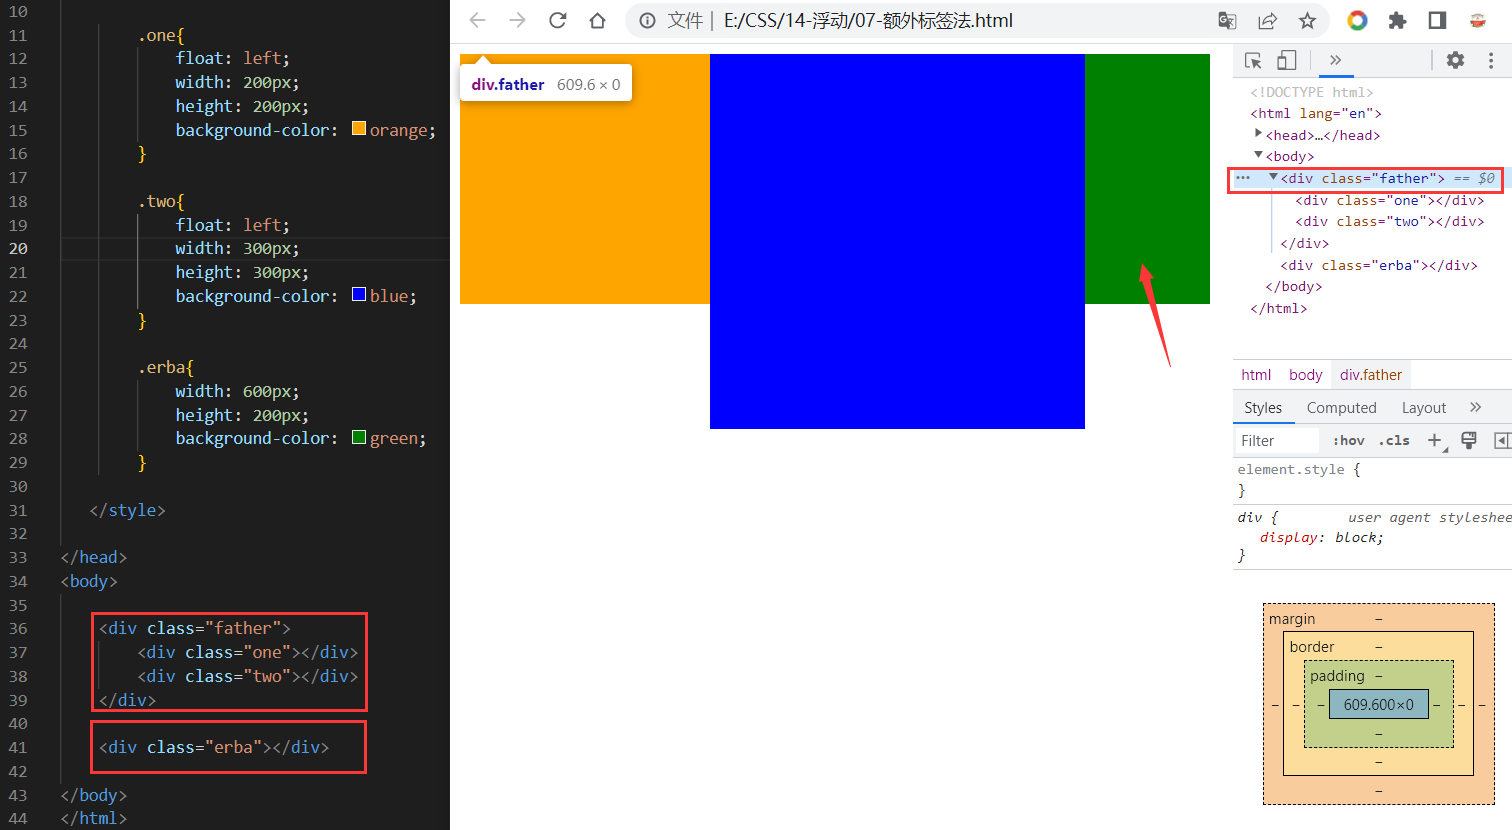 10
11 .one{
12 float: left;
13 width: 200px;
14 height: 200px;
15 background-color: orange;
16 }
17
18 .two{
19 float: left;
20 width: 300px;
21 height: 300px;
22 background-color: blue;
23 }
24
25 .erba{
26 width: 600px;
27 height: 200px;
28 background-color: green;
29 }
30
31 </style>
32
33 </head>
34 <body>
35
36 <div class="father">
37 <div class="one"></div>
38 <div class="two"></div>
39 </div>
40
41 <div class="erba"></div>
42
43 </body>
44 </html>
文件 | E:/CSS/14-浮动/07-额外标签法.html
div.father 609.6 × 0
<!DOCTYPE html>
<html lang="en">
<head>…</head>
<body>
<div class="father"> == $0
<div class="one"></div>
<div class="two"></div>
</div>
<div class="erba"></div>
</body>
</html>
html body div.father
Styles Computed Layout
Filter :hov .cls
element.style {
}
div { user agent styleshee
display: block;
}
margin –
border –
padding –
– – – 609.600×0 – – –
–
–
–